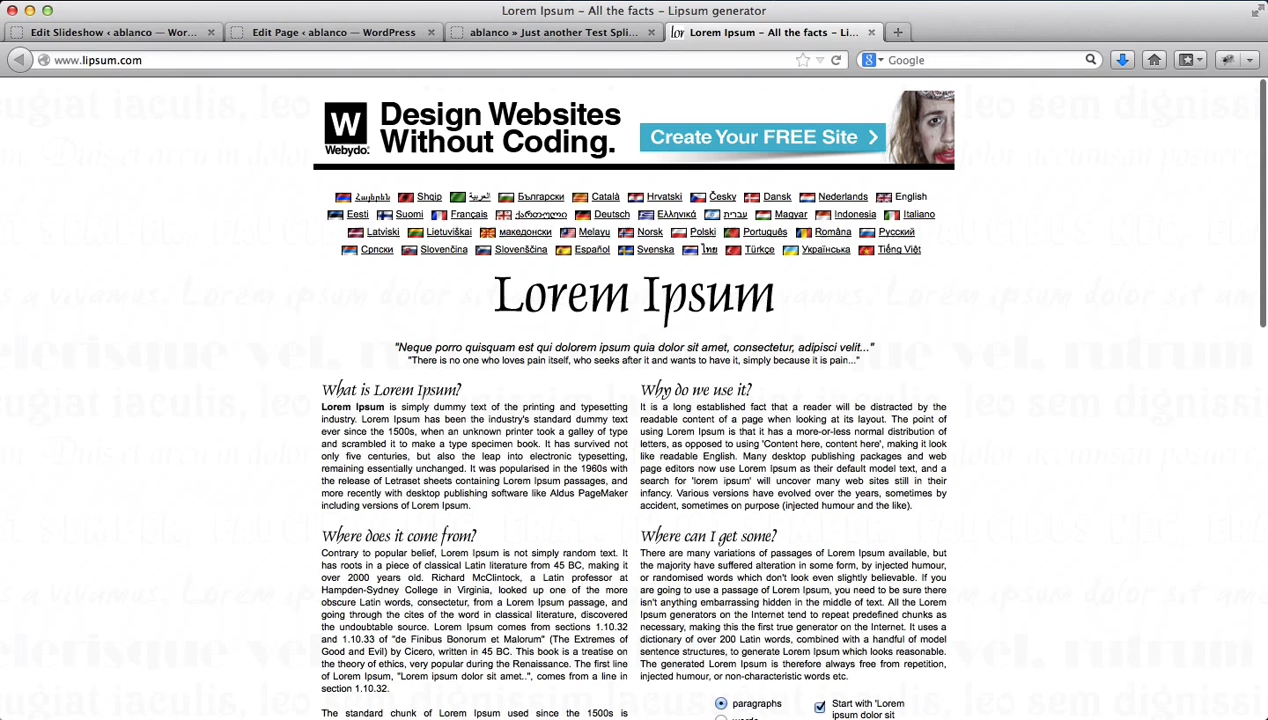 Lorem Ipsum - All the facts - Lipsum generator
Edit Slideshow ‹ ablanco — Wor...
Edit Page ‹ ablanco — WordPress
ablanco » Just another Test Spli...
Lorem Ipsum - All the facts - Li...
www.lipsum.com
Google
W Webydo
Design Websites
Without Coding.
Create Your FREE Site
Հայերեն Shqip العربية Български Català Hrvatski Česky Dansk Nederlands English
Eesti Suomi Français ქართული Deutsch Ελληνικά עברית Magyar Indonesia Italiano
Latviski Lietuviškai македонски Melayu Norsk Polski Português Româna Pyccкий
Српски Slovenčina Slovenščina Español Svenska ไทย Türkçe Українська Tiếng Việt
Lorem Ipsum
"Neque porro quisquam est qui dolorem ipsum quia dolor sit amet, consectetur, adipisci velit..."
"There is no one who loves pain itself, who seeks after it and wants to have it, simply because it is pain..."
What is Lorem Ipsum?
Lorem Ipsum is simply dummy text of the printing and typesetting
industry. Lorem Ipsum has been the industry's standard dummy text
ever since the 1500s, when an unknown printer took a galley of type
and scrambled it to make a type specimen book. It has survived not
only five centuries, but also the leap into electronic typesetting,
remaining essentially unchanged. It was popularised in the 1960s with
the release of Letraset sheets containing Lorem Ipsum passages, and
more recently with desktop publishing software like Aldus PageMaker
including versions of Lorem Ipsum.
Why do we use it?
It is a long established fact that a reader will be distracted by the
readable content of a page when looking at its layout. The point of
using Lorem Ipsum is that it has a more-or-less normal distribution of
letters, as opposed to using 'Content here, content here', making it look
like readable English. Many desktop publishing packages and web
page editors now use Lorem Ipsum as their default model text, and a
search for 'lorem ipsum' will uncover many web sites still in their
infancy. Various versions have evolved over the years, sometimes by
accident, sometimes on purpose (injected humour and the like).
Where does it come from?
Contrary to popular belief, Lorem Ipsum is not simply random text. It
has roots in a piece of classical Latin literature from 45 BC, making it
over 2000 years old. Richard McClintock, a Latin professor at
Hampden-Sydney College in Virginia, looked up one of the more
obscure Latin words, consectetur, from a Lorem Ipsum passage, and
going through the cites of the word in classical literature, discovered
the undoubtable source. Lorem Ipsum comes from sections 1.10.32
and 1.10.33 of "de Finibus Bonorum et Malorum" (The Extremes of
Good and Evil) by Cicero, written in 45 BC. This book is a treatise on
the theory of ethics, very popular during the Renaissance. The first line
of Lorem Ipsum, "Lorem ipsum dolor sit amet..", comes from a line in
section 1.10.32.
The standard chunk of Lorem Ipsum used since the 1500s is
Where can I get some?
There are many variations of passages of Lorem Ipsum available, but
the majority have suffered alteration in some form, by injected humour,
or randomised words which don't look even slightly believable. If you
are going to use a passage of Lorem Ipsum, you need to be sure there
isn't anything embarrassing hidden in the middle of text. All the Lorem
Ipsum generators on the Internet tend to repeat predefined chunks as
necessary, making this the first true generator on the Internet. It uses a
dictionary of over 200 Latin words, combined with a handful of model
sentence structures, to generate Lorem Ipsum which looks reasonable.
The generated Lorem Ipsum is therefore always free from repetition,
injected humour, or non-characteristic words etc.
paragraphs
Start with 'Lorem
ipsum dolor sit